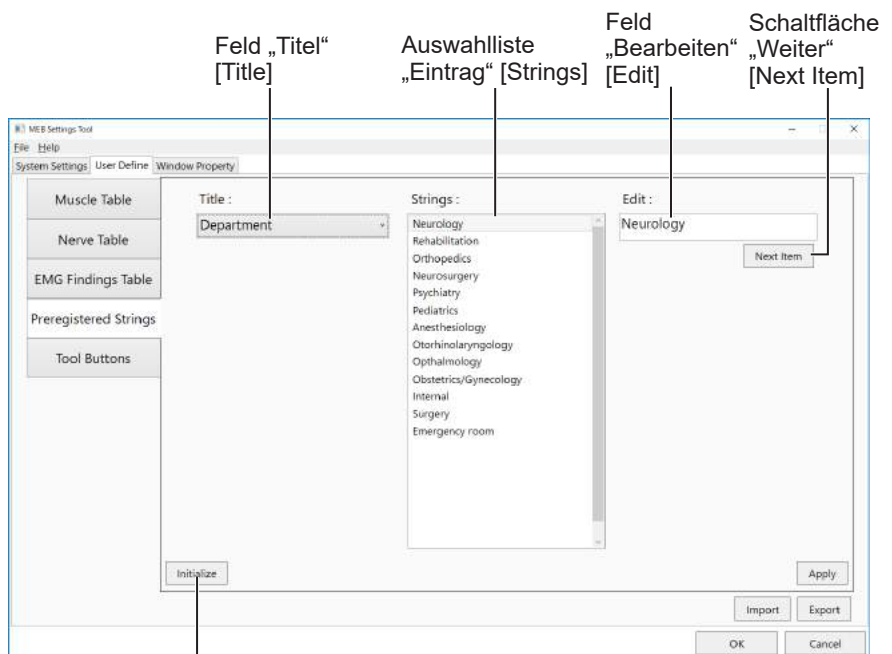 Feld „Titel“
[Title]
Auswahlliste
„Eintrag“ [Strings]
Feld
„Bearbeiten“
[Edit]
Schaltfläche
„Weiter“
[Next Item]
MEB Settings Tool
File Help
System Settings User Define Window Property
Muscle Table
Nerve Table
EMG Findings Table
Preregistered Strings
Tool Buttons
Title :
Department
Strings :
Neurology
Rehabilitation
Orthopedics
Neurosurgery
Psychiatry
Pediatrics
Anesthesiology
Otorhinolaryngology
Opthalmology
Obstetrics/Gynecology
Internal
Surgery
Emergency room
Edit :
Neurology
Next Item
Initialize
Apply
Import Export
OK Cancel